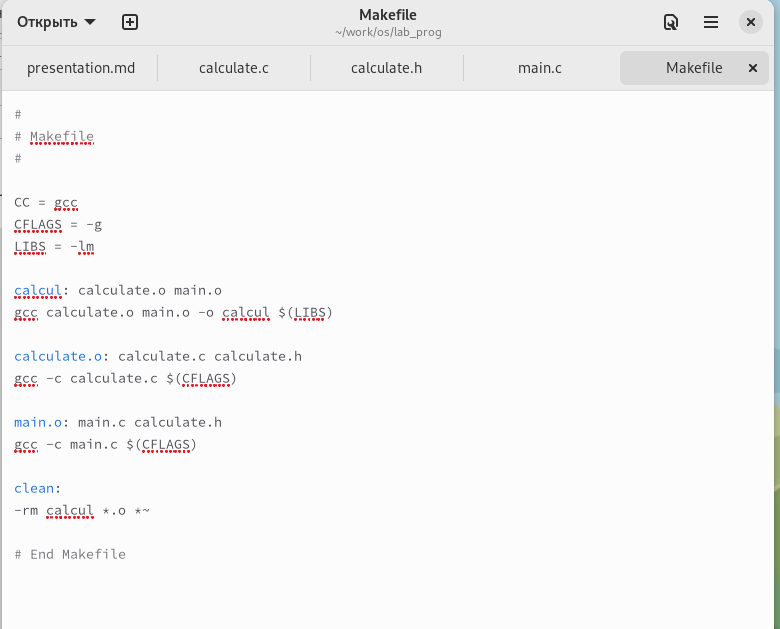 Открыть
Makefile
~/work/os/lab_prog
presentation.md
calculate.c
calculate.h
main.c
Makefile
#
# Makefile
#
CC = gcc
CFLAGS = -g
LIBS = -lm
calcul: calculate.o main.o
gcc calculate.o main.o -o calcul $(LIBS)
calculate.o: calculate.c calculate.h
gcc -c calculate.c $(CFLAGS)
main.o: main.c calculate.h
gcc -c main.c $(CFLAGS)
clean:
-rm calcul *.o *~
# End Makefile